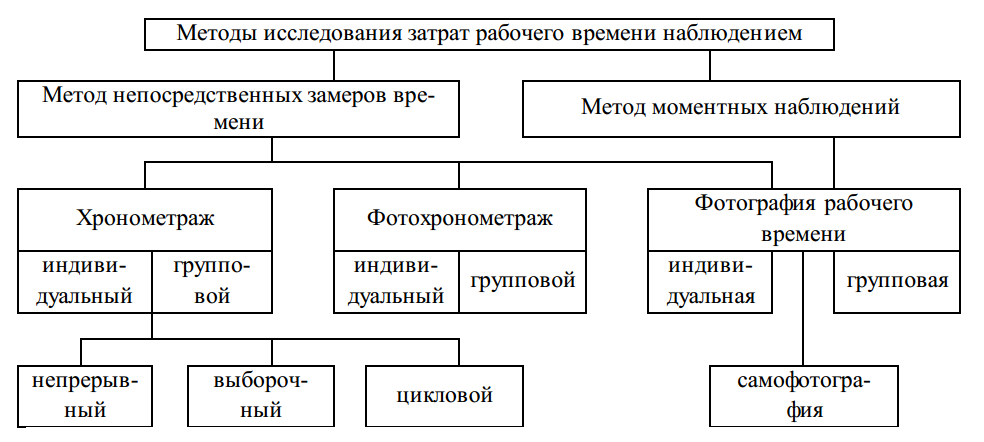 Методы исследования затрат рабочего времени наблюдением
Метод непосредственных замеров вре-
мени
Метод моментных наблюдений
Хронометраж
индиви-
дуальный
группо-
вой
Фотохронометраж
индиви-
дуальный
групповой
Фотография рабочего
времени
индиви-
дуальная
групповая
непрерыв-
ный
выбороч-
ный
цикловой
самофотогра-
фия